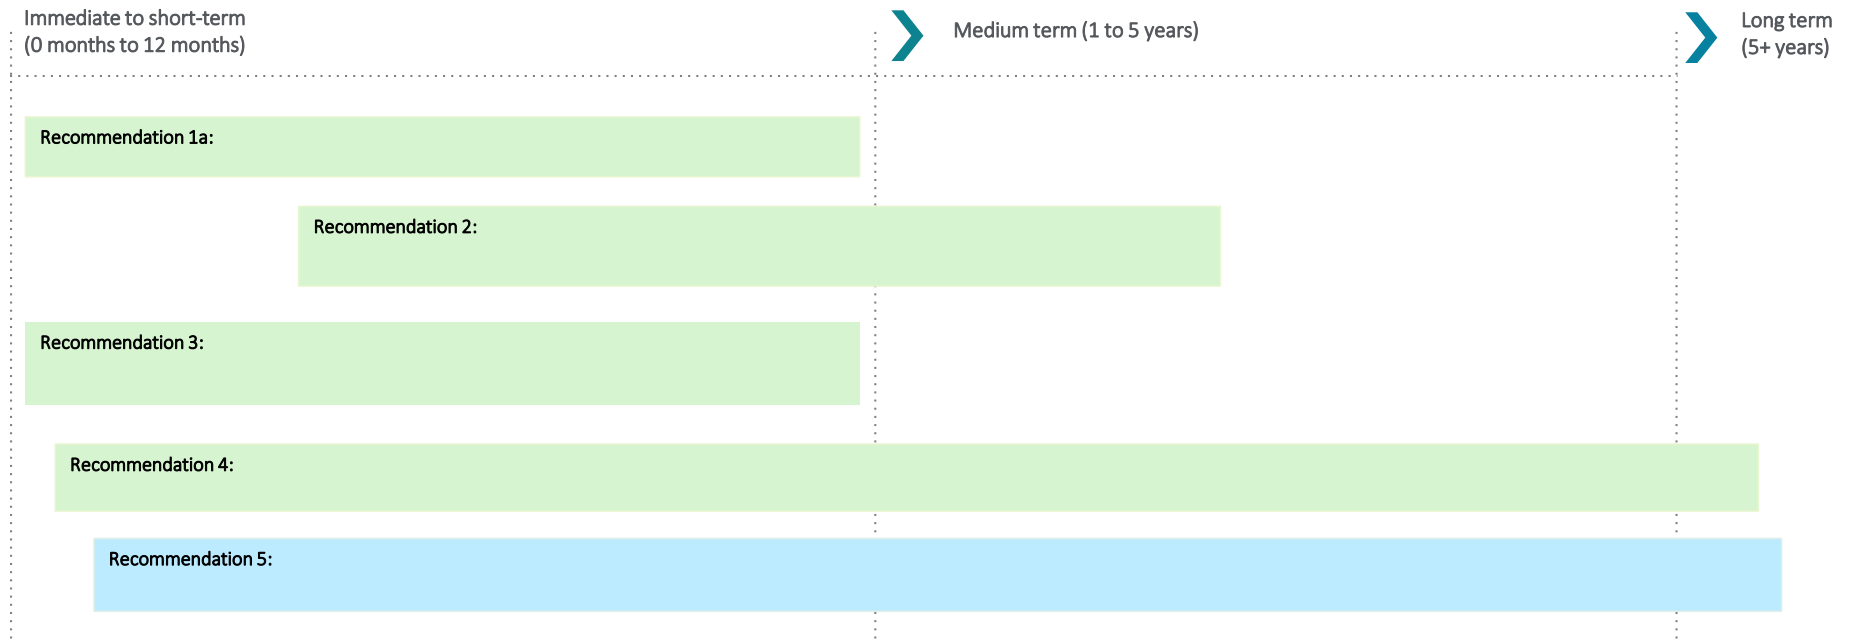 Immediate to short-term
(0 months to 12 months)
Medium term (1 to 5 years)
Long term
(5+ years)
Recommendation 1a:
Recommendation 2:
Recommendation 3:
Recommendation 4:
Recommendation 5: